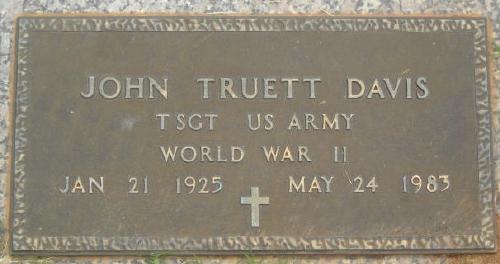 JOHN TRUETT DAVIS
TSGT US ARMY
WORLD WAR II
JAN 21 1925 MAY 24 1983